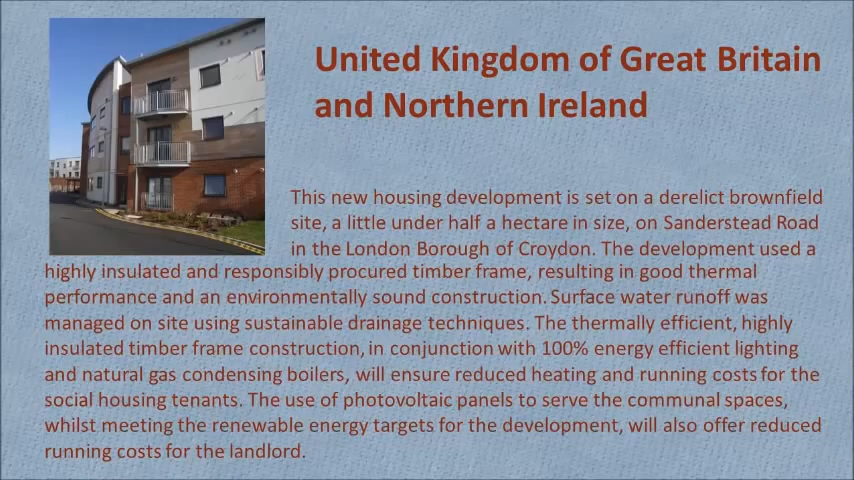 United Kingdom of Great Britain
and Northern Ireland
This new housing development is set on a derelict brownfield
site, a little under half a hectare in size, on Sanderstead Road
in the London Borough of Croydon. The development used a
highly insulated and responsibly procured timber frame, resulting in good thermal
performance and an environmentally sound construction. Surface water runoff was
managed on site using sustainable drainage techniques. The thermally efficient, highly
insulated timber frame construction, in conjunction with 100% energy efficient lighting
and natural gas condensing boilers, will ensure reduced heating and running costs for the
social housing tenants. The use of photovoltaic panels to serve the communal spaces,
whilst meeting the renewable energy targets for the development, will also offer reduced
running costs for the landlord.